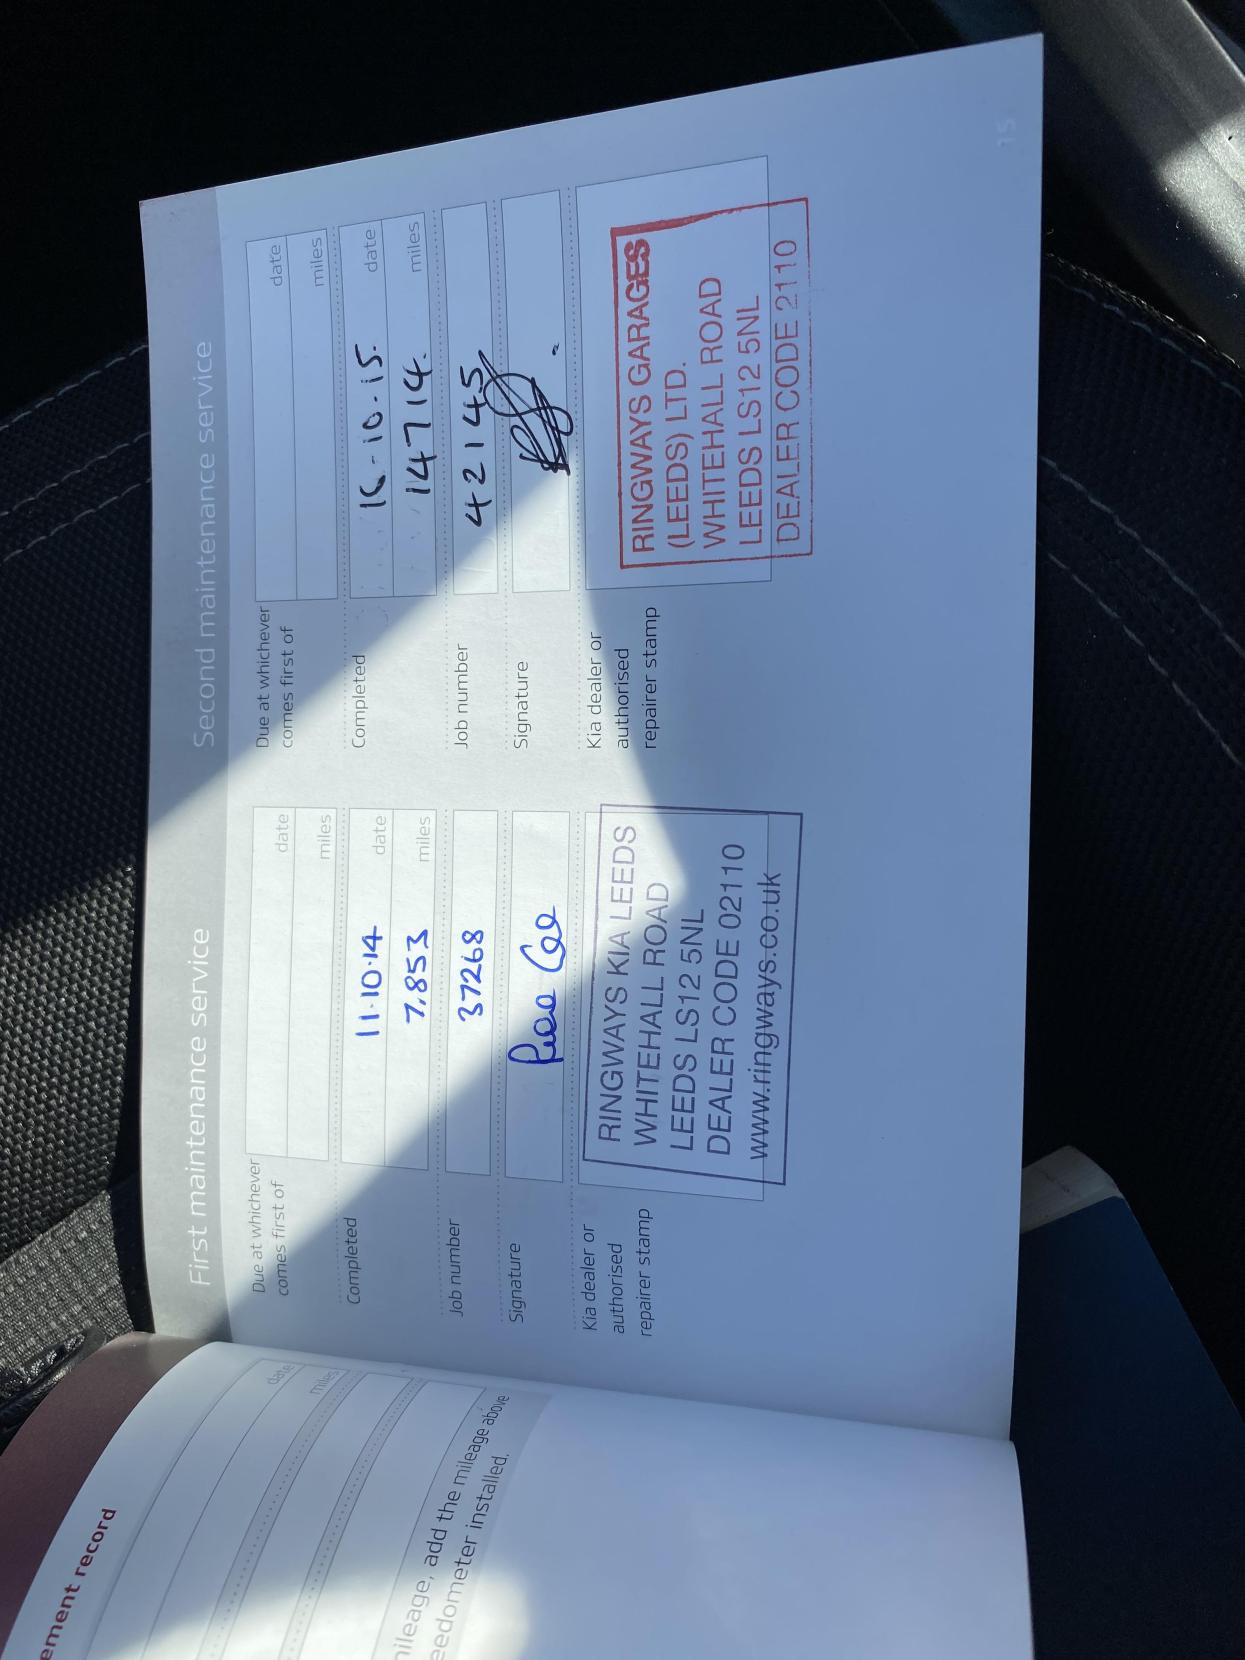 ement record
date
miles
ileage, add the mileage above
eedometer installed.
First maintenance service
Due at whichever
comes first of
date
miles
Completed
11.10.14
date
7,853
miles
Job number
37268
Signature
Kia dealer or
authorised
repairer stamp
RINGWAYS KIA LEEDS
WHITEHALL ROAD
LEEDS LS12 5NL
DEALER CODE 02110
www.ringways.co.uk
Second maintenance service
Due at whichever
comes first of
date
miles
Completed
-10.15.
date
14714.
miles
Job number
42145
Signature
Kia dealer or
authorised
repairer stamp
RINGWAYS GARAGES
(LEEDS) LTD.
WHITEHALL ROAD
LEEDS LS12 5NL
DEALER CODE 2110
15